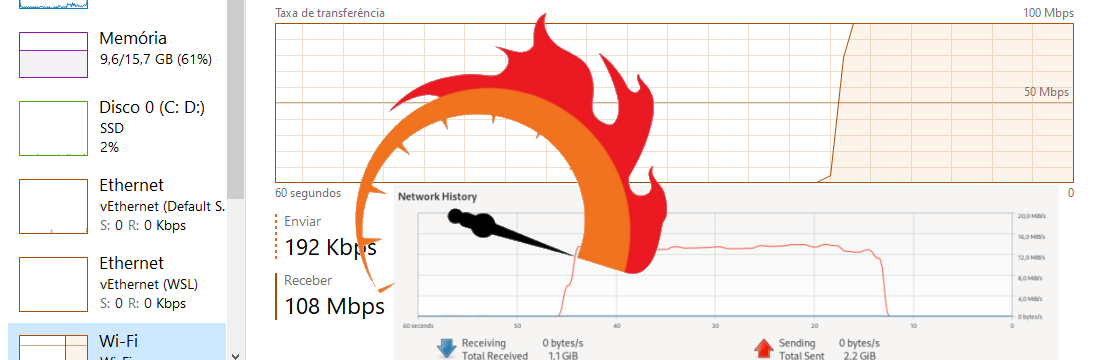 Memória
9,6/15,7 GB (61%)
Disco 0 (C: D:)
SSD
2%
Ethernet
vEthernet (Default S...
S: 0 R: 0 Kbps
Ethernet
vEthernet (WSL)
S: 0 R: 0 Kbps
Wi-Fi
Taxa de transferência 100 Mbps
50 Mbps
60 segundos 0
Enviar
192 Kbps
Receber
108 Mbps
Network History
20,0 MiB/s
16,0 MiB/s
12,0 MiB/s
8,0 MiB/s
4,0 MiB/s
0 bytes/s
60 seconds 50 40 30 20 10 0
Receiving 0 bytes/s
Total Received 1,1 GiB
Sending 0 bytes/s
Total Sent 2,2 GiB